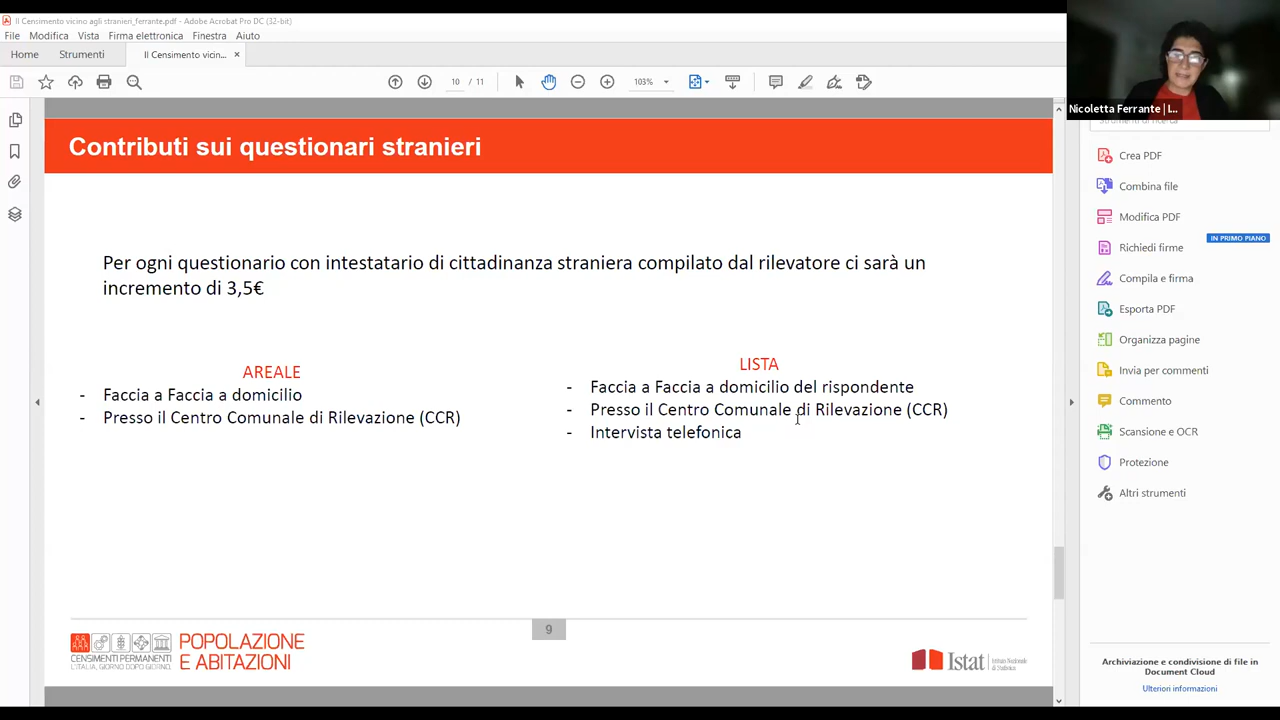 Il Censimento vicino agli stranieri_ferrante.pdf - Adobe Acrobat Pro DC (32-bit)
File Modifica Vista Firma elettronica Finestra Aiuto
Home Strumenti Il Censimento vicin... ×
10 / 11 103%
Nicoletta Ferrante | I...
Contributi sui questionari stranieri
Per ogni questionario con intestatario di cittadinanza straniera compilato dal rilevatore ci sarà un
incremento di 3,5€
AREALE
- Faccia a Faccia a domicilio
- Presso il Centro Comunale di Rilevazione (CCR)
LISTA
- Faccia a Faccia a domicilio del rispondente
- Presso il Centro Comunale di Rilevazione (CCR)
- Intervista telefonica
9
CENSIMENTI PERMANENTI
L'ITALIA, GIORNO DOPO GIORNO
POPOLAZIONE
E ABITAZIONI
Istat
Istituto Nazionale
di Statistica
Crea PDF
Combina file
Modifica PDF
Richiedi firme
IN PRIMO PIANO
Compila e firma
Esporta PDF
Organizza pagine
Invia per commenti
Commento
Scansione e OCR
Protezione
Altri strumenti
Archiviazione e condivisione di file in
Document Cloud
Ulteriori informazioni